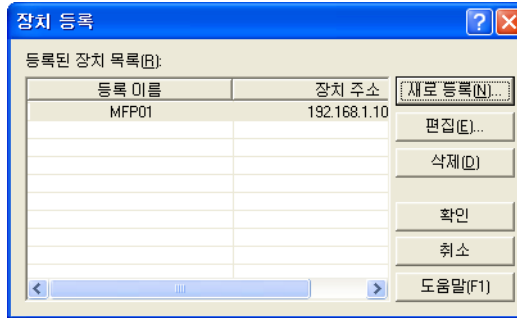 장치 등록
등록된 장치 목록(R):
등록 이름 장치 주소
MFP01 192.168.1.10
새로 등록(N)...
편집(E)...
삭제(D)
확인
취소
도움말(F1)